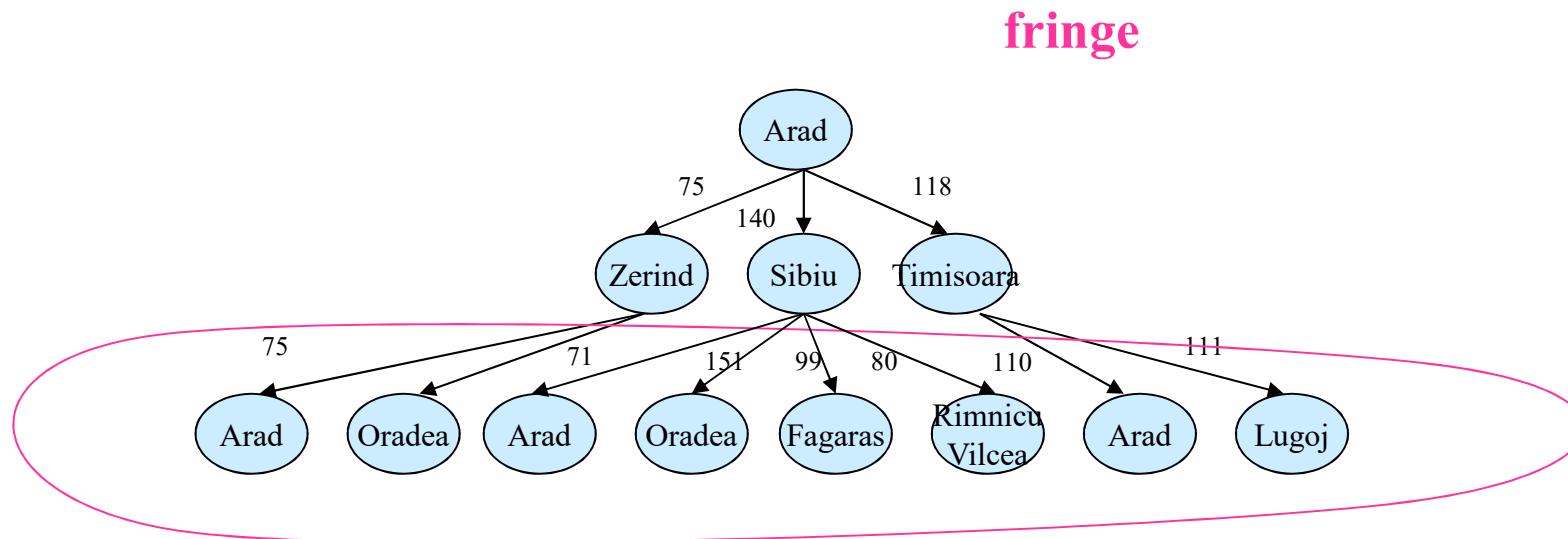 fringe
Arad
75
140
118
Zerind
Sibiu
Timisoara
75
71
151
99
80
110
111
Arad
Oradea
Arad
Oradea
Fagaras
Rimnicu
Vilcea
Arad
Lugoj